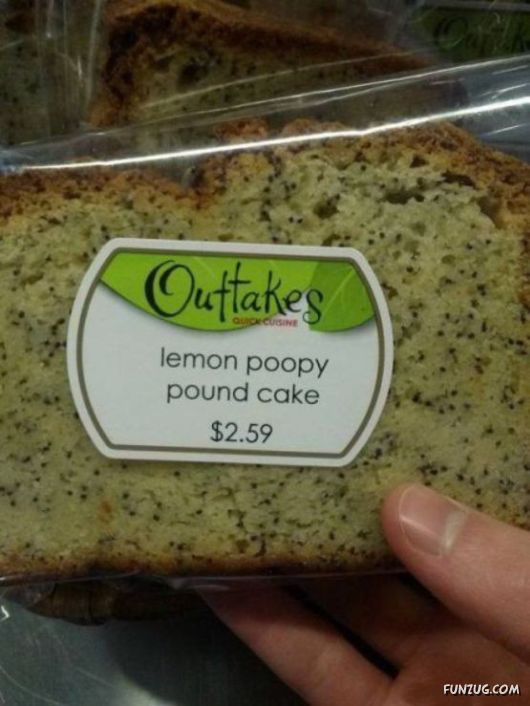 Outtakes
QUICK CUISINE
lemon poopy
pound cake
$2.59
FUNZUG.COM